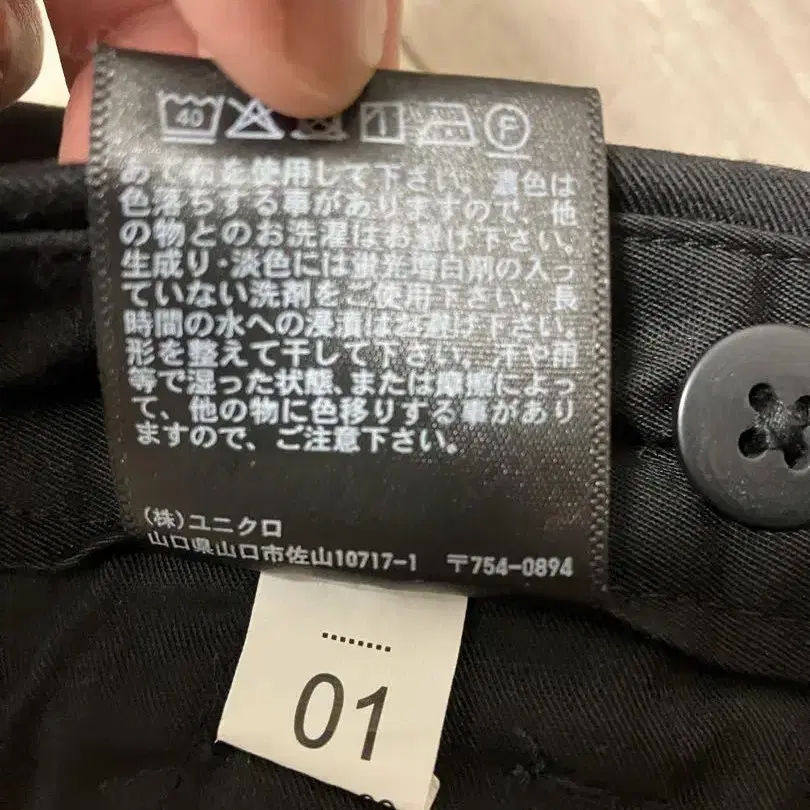 40 F
あて布を使用して下さい。濃色は
色落ちする事がありますので、他
の物とのお洗濯はお避け下さい。
生成り・淡色には蛍光増白剤の入っ
ていない洗剤をご使用下さい。長
時間の水への浸漬はお避け下さい。
形を整えて干して下さい。汗や雨
等で湿った状態、または摩擦によっ
て、他の物に色移りする事があり
ますので、ご注意下さい。
(株)ユニクロ
山口県山口市佐山10717-1 〒754-0894
01